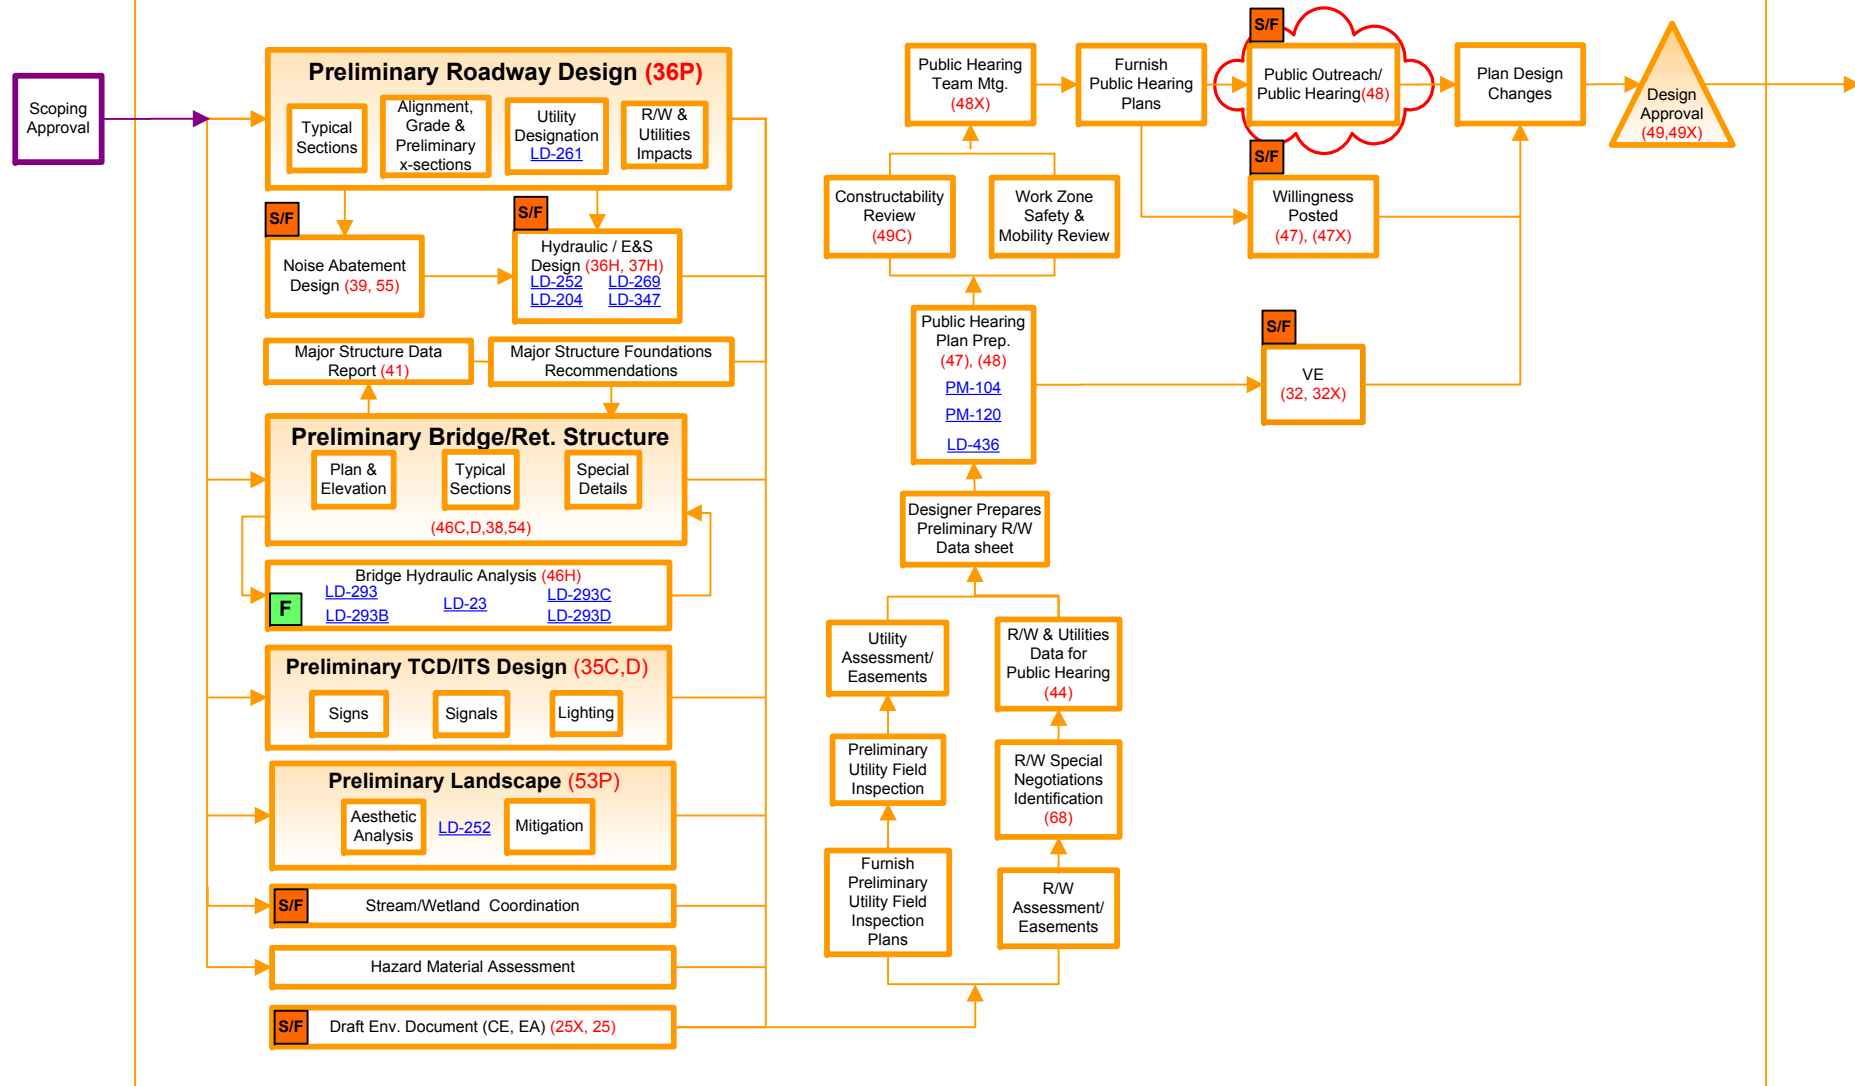 Scoping
Approval
Preliminary Roadway Design (36P)
Typical
Sections
Alignment,
Grade &
Preliminary
x-sections
Utility
Designation
LD-261
R/W &
Utilities
Impacts
S/F
Noise Abatement
Design (39, 55)
S/F
Hydraulic / E&S
Design (36H, 37H)
LD-252 LD-269
LD-204 LD-347
Major Structure Data
Report (41)
Major Structure Foundations
Recommendations
Preliminary Bridge/Ret. Structure
Plan &
Elevation
Typical
Sections
Special
Details
(46C,D,38,54)
Bridge Hydraulic Analysis (46H)
F
LD-293 LD-23 LD-293C
LD-293B LD-293D
Preliminary TCD/ITS Design (35C,D)
Signs
Signals
Lighting
Preliminary Landscape (53P)
Aesthetic
Analysis
LD-252
Mitigation
S/F
Stream/Wetland Coordination
Hazard Material Assessment
S/F
Draft Env. Document (CE, EA) (25X, 25)
Furnish
Preliminary
Utility Field
Inspection
Plans
Preliminary
Utility Field
Inspection
Utility
Assessment/
Easements
R/W
Assessment/
Easements
R/W Special
Negotiations
Identification
(68)
R/W & Utilities
Data for
Public Hearing
(44)
Designer Prepares
Preliminary R/W
Data sheet
Public Hearing
Plan Prep.
(47), (48)
PM-104
PM-120
LD-436
Constructability
Review
(49C)
Work Zone
Safety &
Mobility Review
Public Hearing
Team Mtg.
(48X)
Furnish
Public Hearing
Plans
S/F
Public Outreach/
Public Hearing(48)
S/F
Willingness
Posted
(47), (47X)
S/F
VE
(32, 32X)
Plan Design
Changes
Design
Approval
(49,49X)